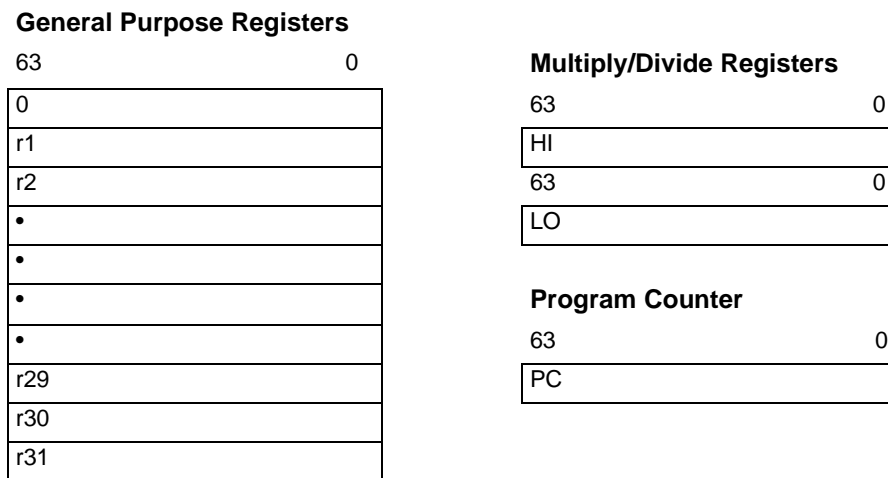 General Purpose Registers
63 0
0
r1
r2
•
•
•
•
r29
r30
r31
Multiply/Divide Registers
63 0
HI
63 0
LO
Program Counter
63 0
PC